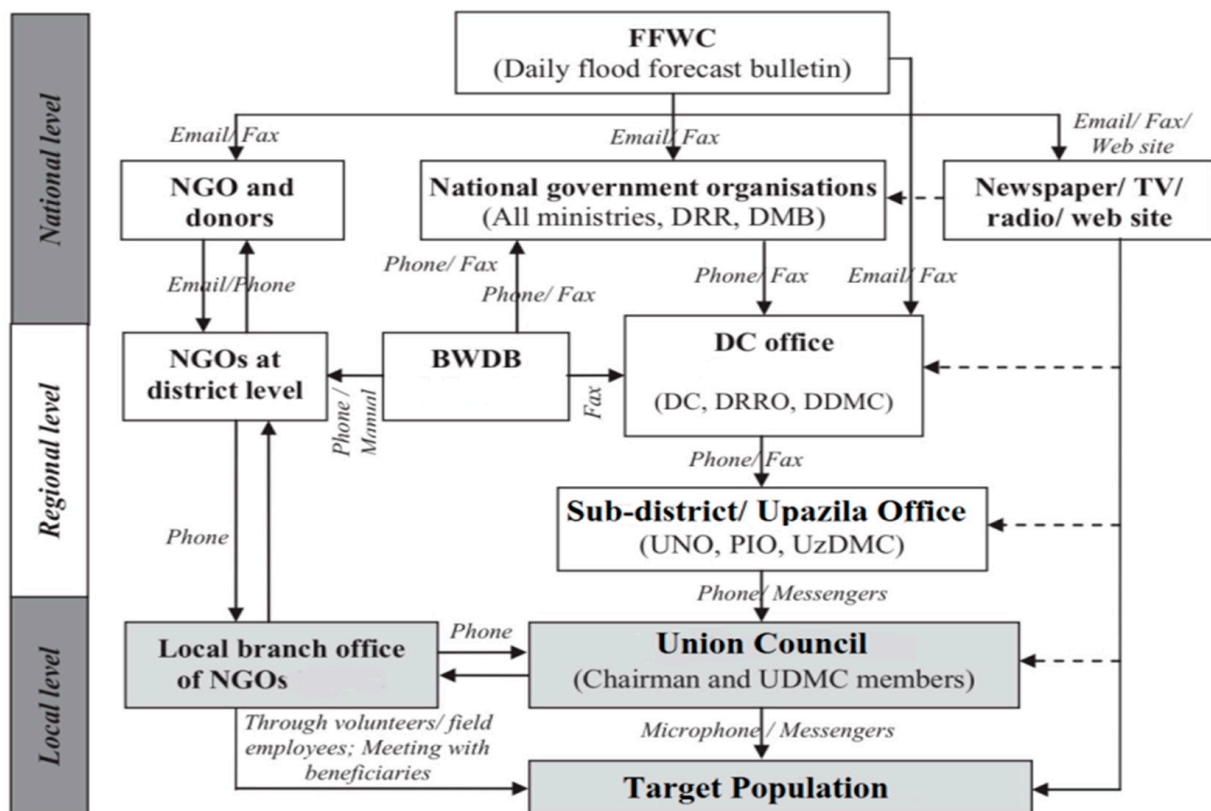 National level
Regional level
Local level
FFWC
(Daily flood forecast bulletin)
Email/ Fax
Email/ Fax
Email/ Fax/
Web site
NGO and
donors
National government organisations
(All ministries, DRR, DMB)
Newspaper/ TV/
radio/ web site
Email/Phone
Phone/ Fax
Phone/ Fax
Phone/ Fax
Email/ Fax
NGOs at
district level
BWDB
DC office
(DC, DRRO, DDMC)
Phone /
Manual
Fax
Phone/ Fax
Sub-district/ Upazila Office
(UNO, PIO, UzDMC)
Phone
Phone/ Messengers
Local branch office
of NGOs
Phone
Union Council
(Chairman and UDMC members)
Through volunteers/ field
employees; Meeting with
beneficiaries
Microphone / Messengers
Target Population